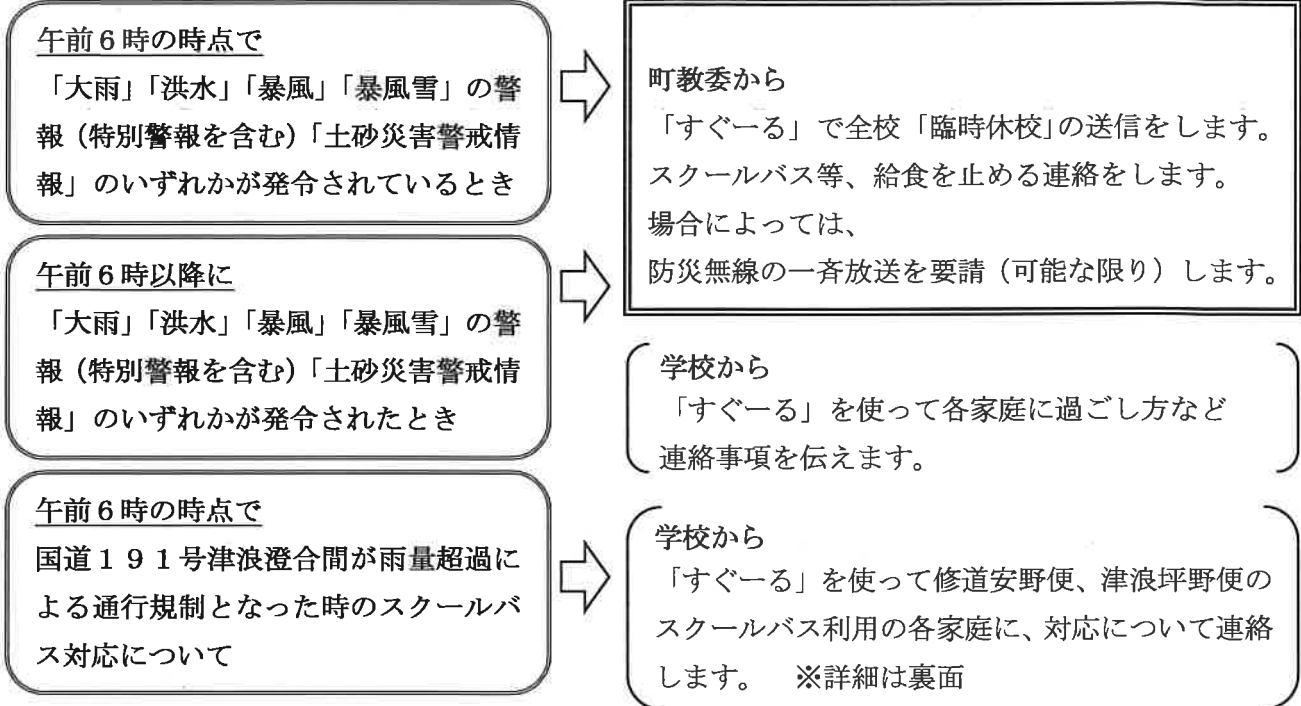 午前６時の時点で
「大雨」「洪水」「暴風」「暴風雪」の警
報（特別警報を含む）「土砂災害警戒情
報」のいずれかが発令されているとき
午前６時以降に
「大雨」「洪水」「暴風」「暴風雪」の警
報（特別警報を含む）「土砂災害警戒情
報」のいずれかが発令されたとき
町教委から
「すぐーる」で全校「臨時休校」の送信をします。
スクールバス等、給食を止める連絡をします。
場合によっては、
防災無線の一斉放送を要請（可能な限り）します。
学校から
「すぐーる」を使って各家庭に過ごし方など
連絡事項を伝えます。
午前６時の時点で
国道１９１号津浪澄合間が雨量超過に
よる通行規制となった時のスクールバ
ス対応について
学校から
「すぐーる」を使って修道安野便、津浪坪野便の
スクールバス利用の各家庭に、対応について連絡
します。　※詳細は裏面